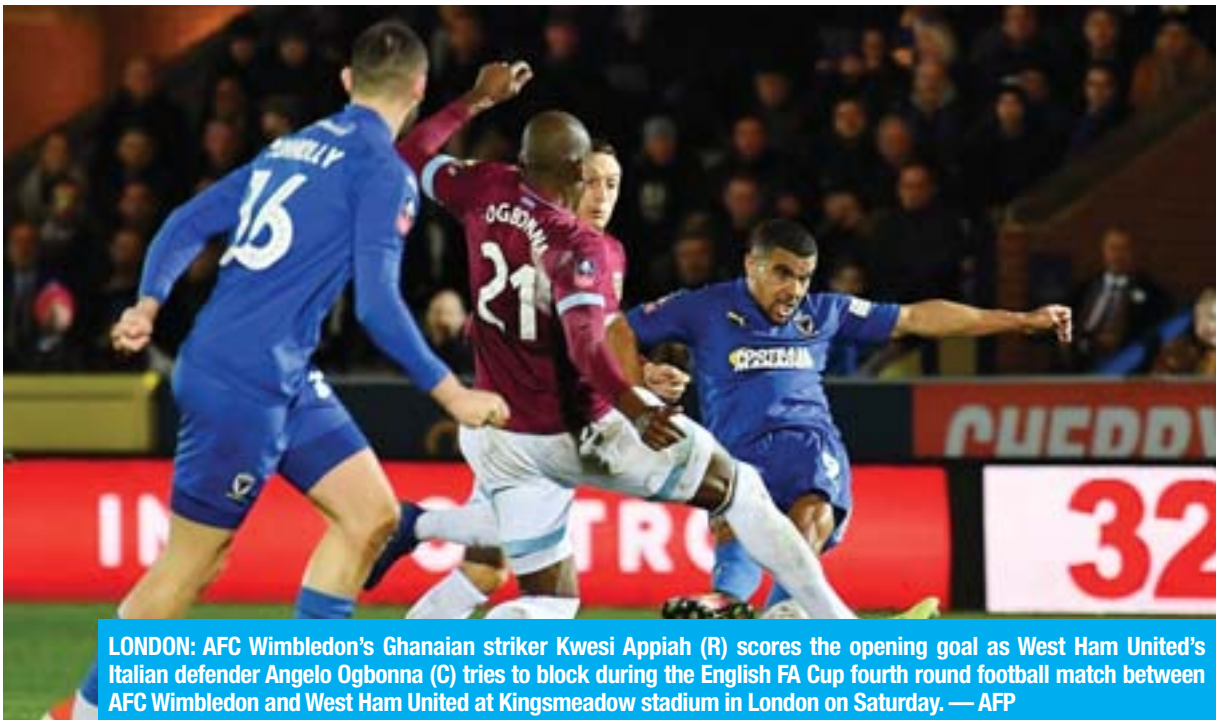 16
OGBONNA
21
CHERRY
32
LONDON: AFC Wimbledon's Ghanaian striker Kwesi Appiah (R) scores the opening goal as West Ham United's
Italian defender Angelo Ogbonna (C) tries to block during the English FA Cup fourth round football match between
AFC Wimbledon and West Ham United at Kingsmeadow stadium in London on Saturday. — AFP